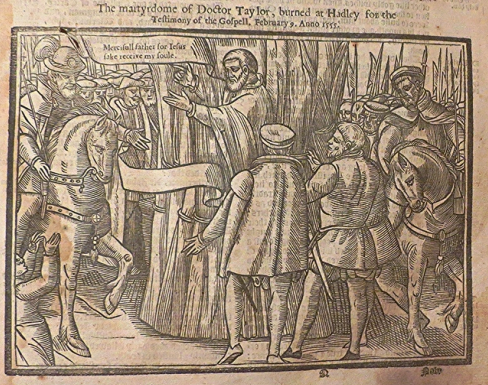 The martyrdome of Doctor Taylor, burned at Hadley for the
Testimony of the Gospell, February 9. Anno 1555.
Mercifull father for Iesus
sake receive my soule.